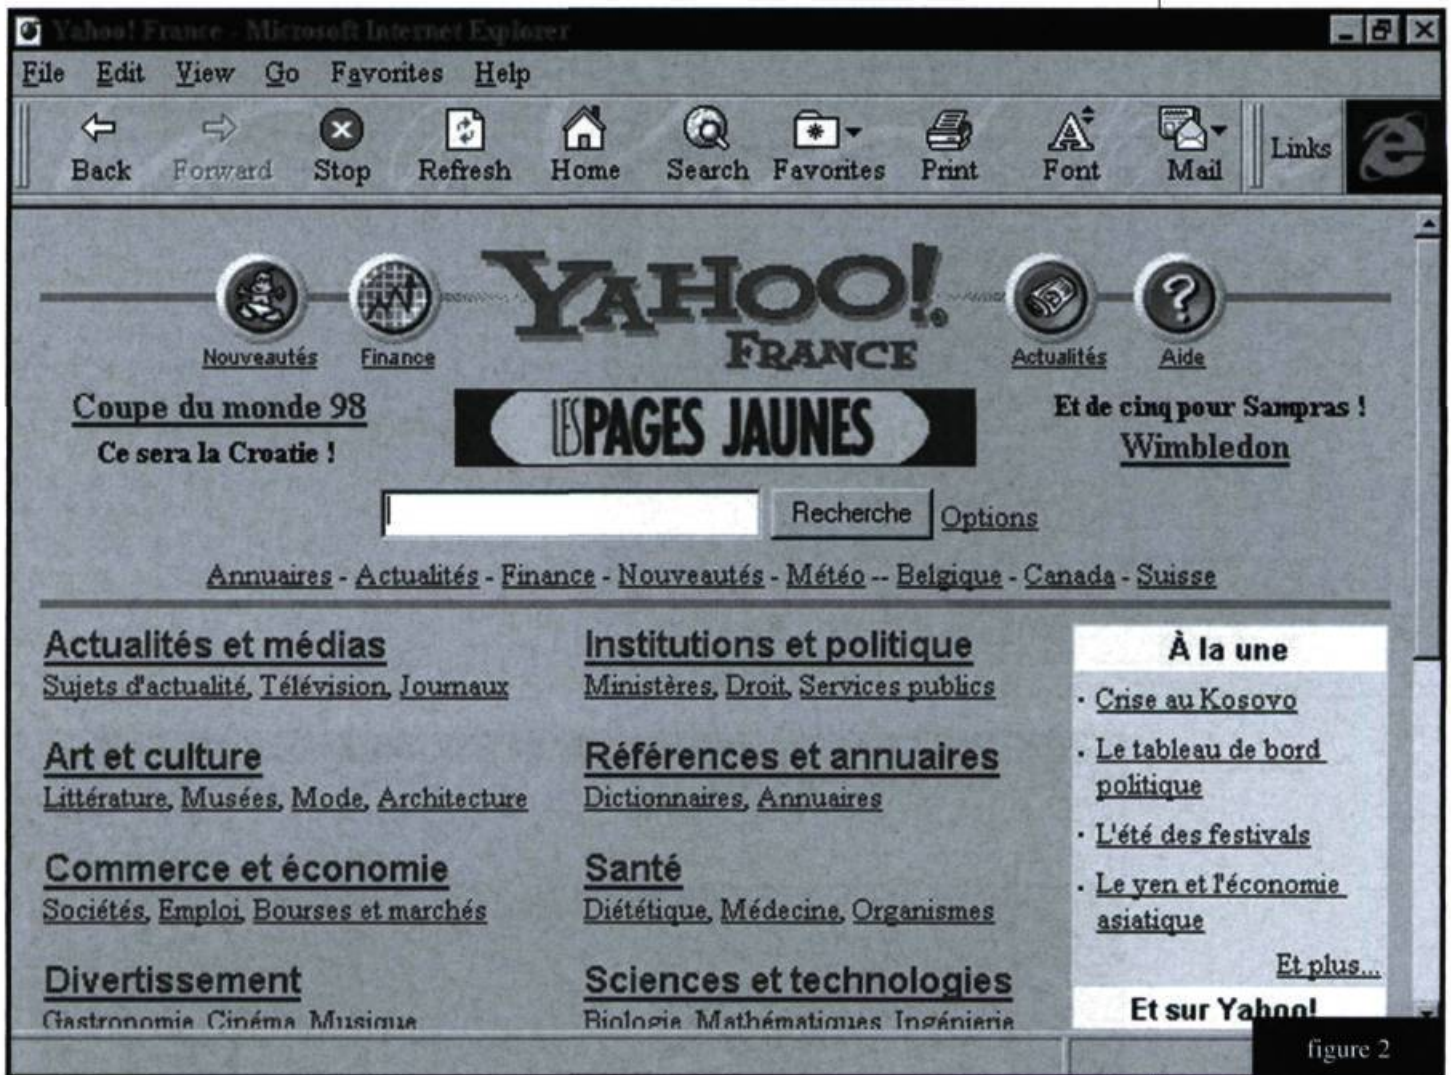 Yahoo! France - Microsoft Internet Explorer
File Edit View Go Favorites Help
Back Forward Stop Refresh Home Search Favorites Print Font Mail Links
YAHOO!
FRANCE
Nouveautés Finance Actualités Aide
Coupe du monde 98
Ce sera la Croatie !
LES PAGES JAUNES
Et de cinq pour Sampras !
Wimbledon
Recherche Options
Annuaires - Actualités - Finance - Nouveautés - Météo -- Belgique - Canada - Suisse
Actualités et médias
Sujets d'actualité, Télévision, Journaux
Art et culture
Littérature, Musées, Mode, Architecture
Commerce et économie
Sociétés, Emploi, Bourses et marchés
Divertissement
Gastronomie Cinéma Musique
Institutions et politique
Ministères, Droit, Services publics
Références et annuaires
Dictionnaires, Annuaires
Santé
Diététique, Médecine, Organismes
Sciences et technologies
Biologie Mathématiques Ingénierie
À la une
· Crise au Kosovo
· Le tableau de bord
politique
· L'été des festivals
· Le yen et l'économie
asiatique
Et plus...
Et sur Yahoo!
figure 2